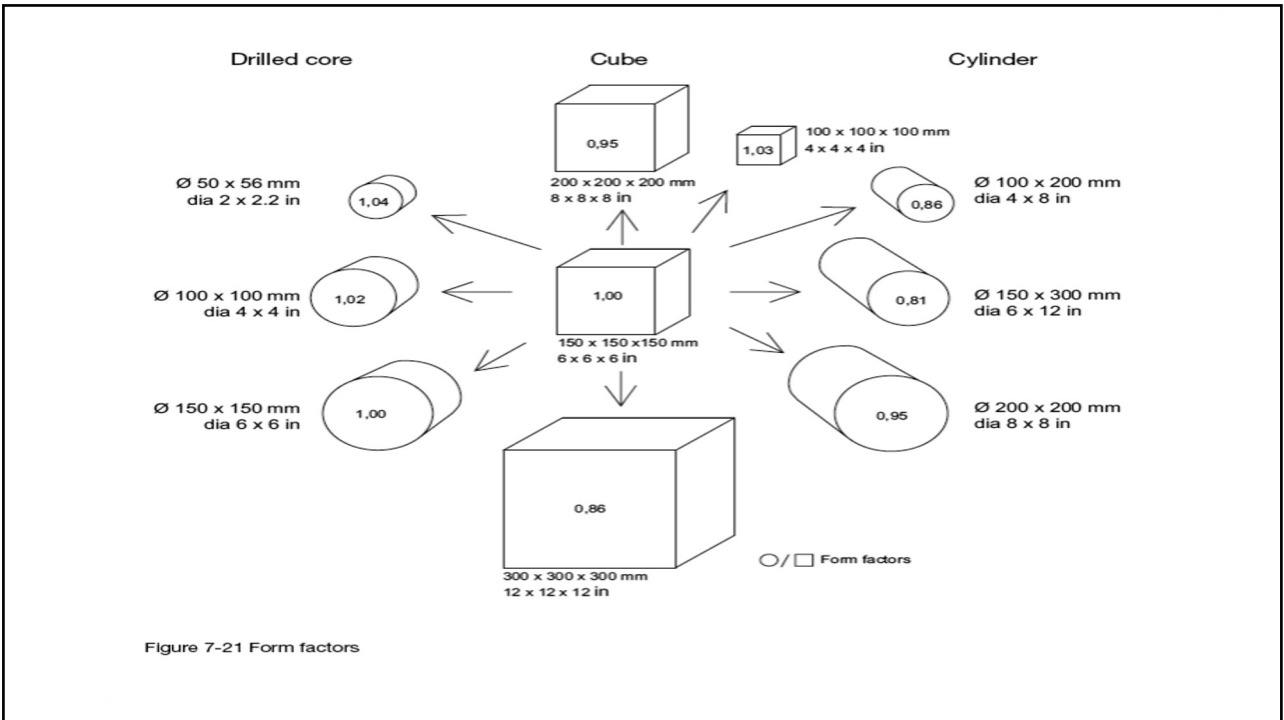 Drilled core
Cube
Cylinder
0,95
200 x 200 x 200 mm
8 x 8 x 8 in
1,03
100 x 100 x 100 mm
4 x 4 x 4 in
Ø 50 x 56 mm
dia 2 x 2.2 in
1,04
0,86
Ø 100 x 200 mm
dia 4 x 8 in
Ø 100 x 100 mm
dia 4 x 4 in
1,02
1,00
150 x 150 x150 mm
6 x 6 x 6 in
0,81
Ø 150 x 300 mm
dia 6 x 12 in
Ø 150 x 150 mm
dia 6 x 6 in
1,00
0,95
Ø 200 x 200 mm
dia 8 x 8 in
0,86
300 x 300 x 300 mm
12 x 12 x 12 in
Form factors
Figure 7-21 Form factors